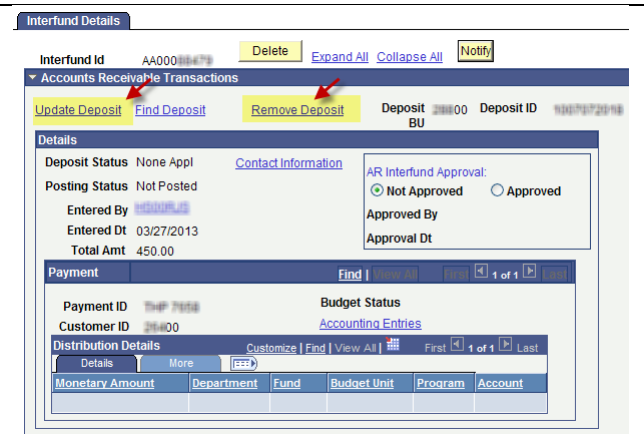 Interfund Details
Interfund Id AA000 Delete Expand All Collapse All Notify
Accounts Receivable Transactions
Update Deposit Find Deposit Remove Deposit Deposit BU 00 Deposit ID
Details
Deposit Status None Appl Contact Information AR Interfund Approval:
Posting Status Not Posted Not Approved Approved
Entered By Approved By
Entered Dt 03/27/2013 Approval Dt
Total Amt 450.00
Payment Find | View All First 1 of 1 Last
Payment ID Budget Status
Customer ID 00 Accounting Entries
Distribution Details Customize | Find | View All | First 1 of 1 Last
Details More
Monetary Amount Department Fund Budget Unit Program Account